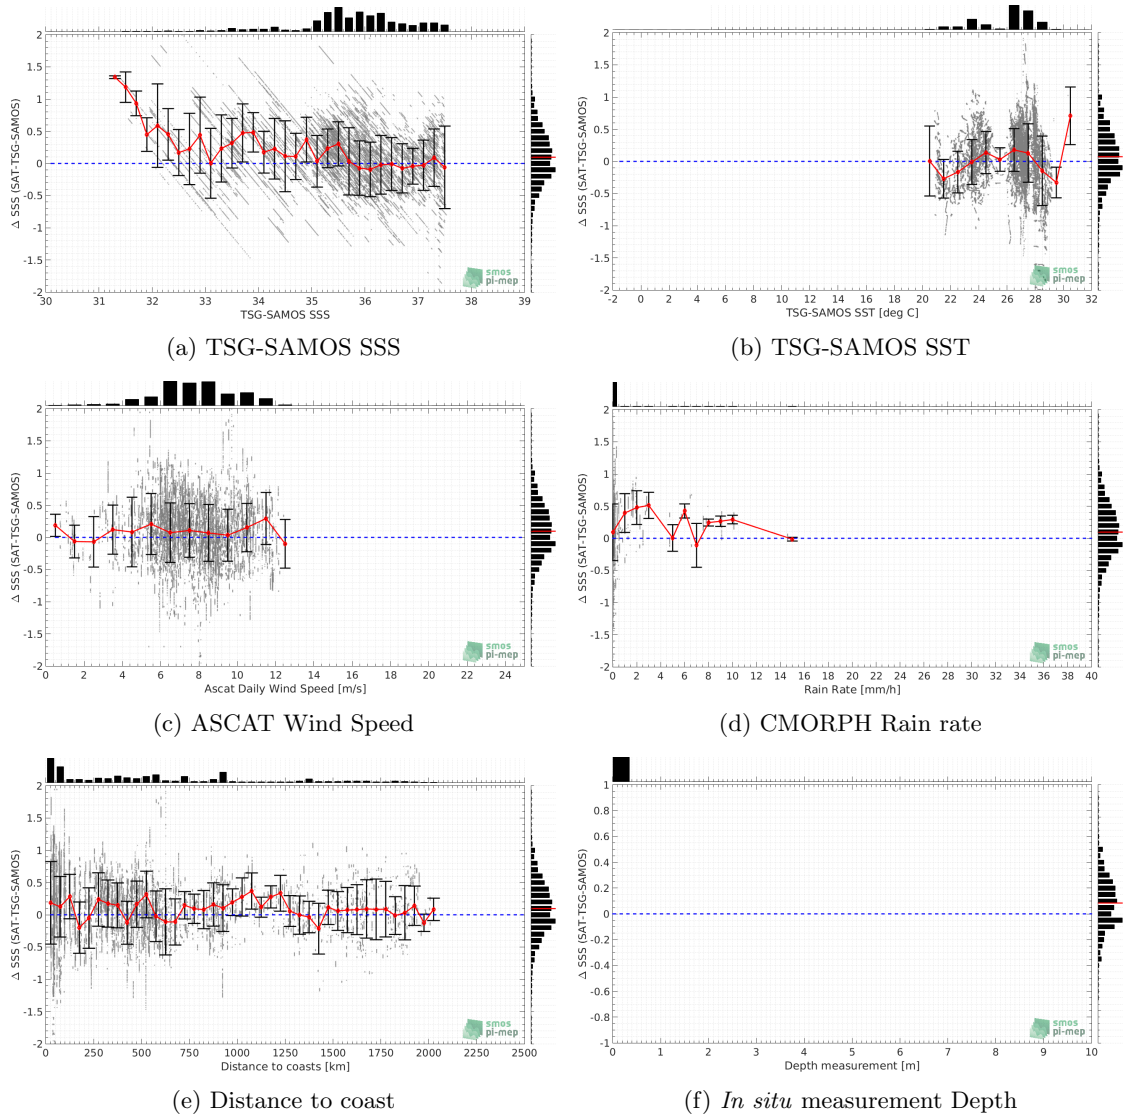 2
1.5
1
0.5
0
-0.5
-1
-1.5
-2
Δ SSS (SAT-TSG-SAMOS)
30 31 32 33 34 35 36 37 38 39
TSG-SAMOS SSS
smos
pi-mep
(a) TSG-SAMOS SSS
2
1.5
1
0.5
0
-0.5
-1
-1.5
-2
Δ SSS (SAT-TSG-SAMOS)
-2 0 2 4 6 8 10 12 14 16 18 20 22 24 26 28 30 32
TSG-SAMOS SST [deg C]
smos
pi-mep
(b) TSG-SAMOS SST
2
1.5
1
0.5
0
-0.5
-1
-1.5
-2
Δ SSS (SAT-TSG-SAMOS)
0 2 4 6 8 10 12 14 16 18 20 22 24
Ascat Daily Wind Speed [m/s]
smos
pi-mep
(c) ASCAT Wind Speed
2
1.5
1
0.5
0
-0.5
-1
-1.5
-2
Δ SSS (SAT-TSG-SAMOS)
0 2 4 6 8 10 12 14 16 18 20 22 24 26 28 30 32 34 36 38 40
Rain Rate [mm/h]
smos
pi-mep
(d) CMORPH Rain rate
2
1.5
1
0.5
0
-0.5
-1
-1.5
-2
Δ SSS (SAT-TSG-SAMOS)
0 250 500 750 1000 1250 1500 1750 2000 2250 2500
Distance to coasts [km]
smos
pi-mep
(e) Distance to coast
1
0.8
0.6
0.4
0.2
0
-0.2
-0.4
-0.6
-0.8
-1
Δ SSS (SAT-TSG-SAMOS)
0 1 2 3 4 5 6 7 8 9 10
Depth measurement [m]
smos
pi-mep
(f) In situ measurement Depth